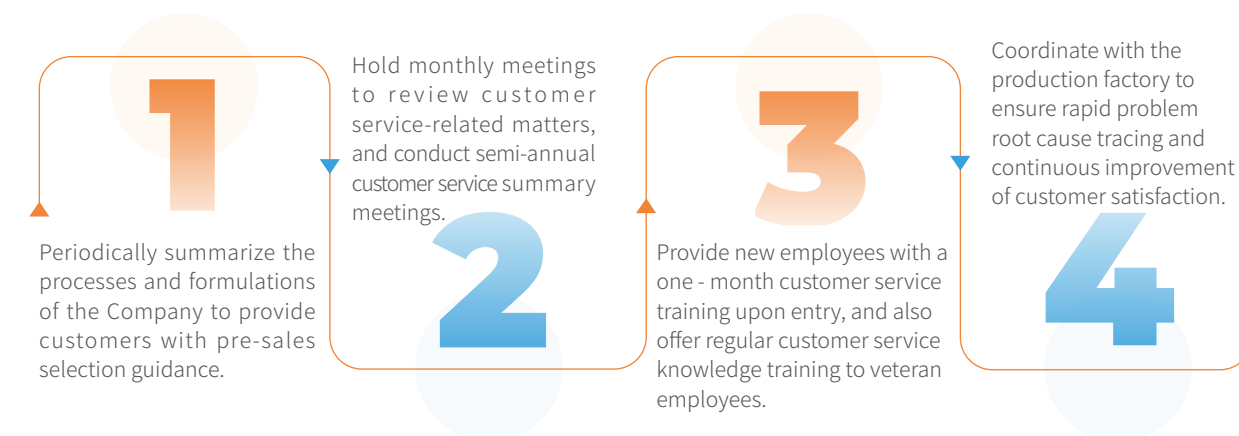 1
Periodically summarize the
processes and formulations
of the Company to provide
customers with pre-sales
selection guidance.
Hold monthly meetings
to review customer
service-related matters,
and conduct semi-annual
customer service summary
meetings.
2
3
Provide new employees with a
one - month customer service
training upon entry, and also
offer regular customer service
knowledge training to veteran
employees.
Coordinate with the
production factory to
ensure rapid problem
root cause tracing and
continuous improvement
of customer satisfaction.
4